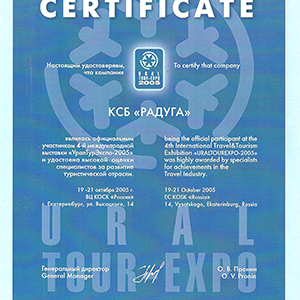 CERTIFICATE
Настоящим удостоверяем, что компания
To certify that company
URAL
TOUR-EXPO
2005
КСБ «РАДУГА»
являлась официальным
участником 4-й международной
выставки «УралТурЭкспо-2005»
и удостоена высокой оценки
специалистов за развитие
туристической отрасли.
being the official participant at the
4th International Travel&Tourism
Exhibition «URALTOUREXPO-2005»
was highly awarded by specialists
for achievements in the
Travel Industry.
19 -21 октября 2005 г.
ВЦ КОСК «Россия»
г. Екатеринбург, ул. Высоцкого, 14
19-21 October 2005
EC KOSK «Russia»
14, Vysotskogo, Ekaterinburg, Russia
URAL
TOUR EXPO
Генеральный директор
General Manager
О. В. Пронин
O. V. Pronin